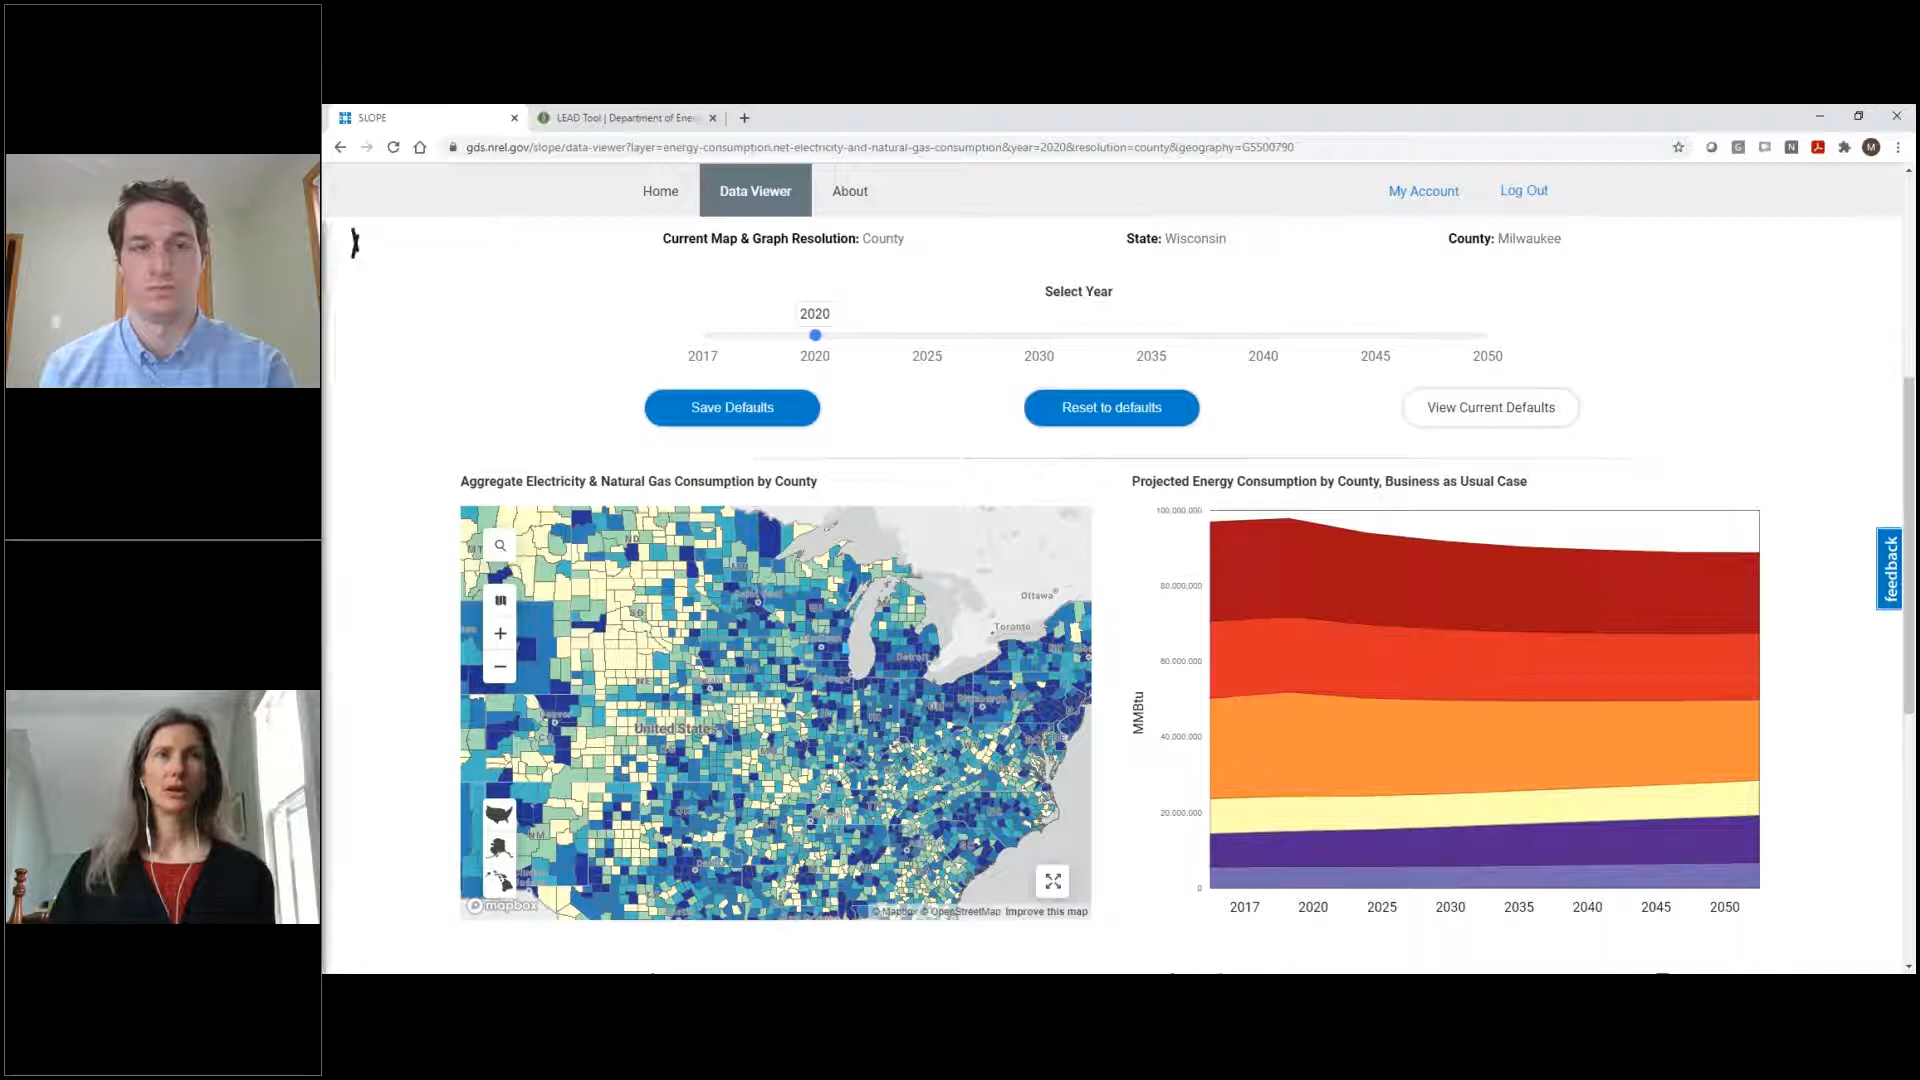 SLOPE
LEAD Tool | Department of Ener
gds.nrel.gov/slope/data-viewer?layer=energy-consumption.net-electricity-and-natural-gas-consumption&year=2020&resolution=county&geography=G5500790
Home
Data Viewer
About
My Account
Log Out
Current Map & Graph Resolution: County
State: Wisconsin
County: Milwaukee
Select Year
2020
2017 2020 2025 2030 2035 2040 2045 2050
Save Defaults
Reset to defaults
View Current Defaults
Aggregate Electricity & Natural Gas Consumption by County
MT
ND
Ottawa
SD
Toronto
Detroit
NE
United States
NM
mapbox
© Mapbox © OpenStreetMap Improve this map
Projected Energy Consumption by County, Business as Usual Case
100,000,000
80,000,000
60,000,000
40,000,000
20,000,000
0
MMBtu
2017 2020 2025 2030 2035 2040 2045 2050
feedback